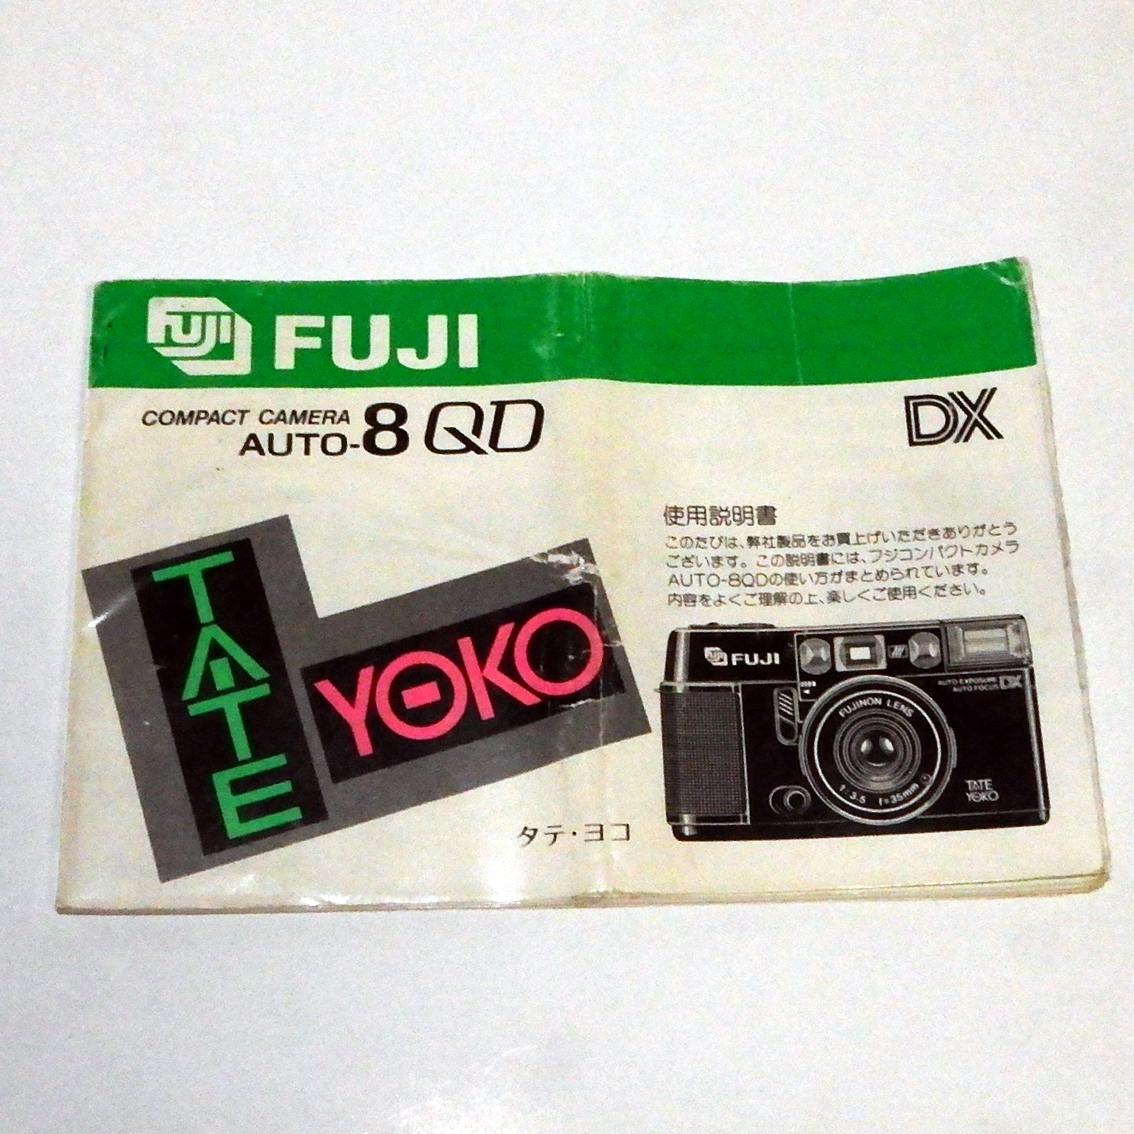 FUJI FUJI
COMPACT CAMERA
AUTO-8 QD
DX
TATE
YOKO
タテ・ヨコ
使用説明書
このたびは、弊社製品をお買上げいただきありがとう
ございます。この説明書には、フジコンパクトカメラ
AUTO-8QDの使い方がまとめられています。
内容をよくご理解の上、楽しくご使用ください。
FUJI FUJI
AUTO EXPOSURE
AUTO FOCUS DX
FUJINON LENS
1:3.5 f=35mm
TATE
YOKO